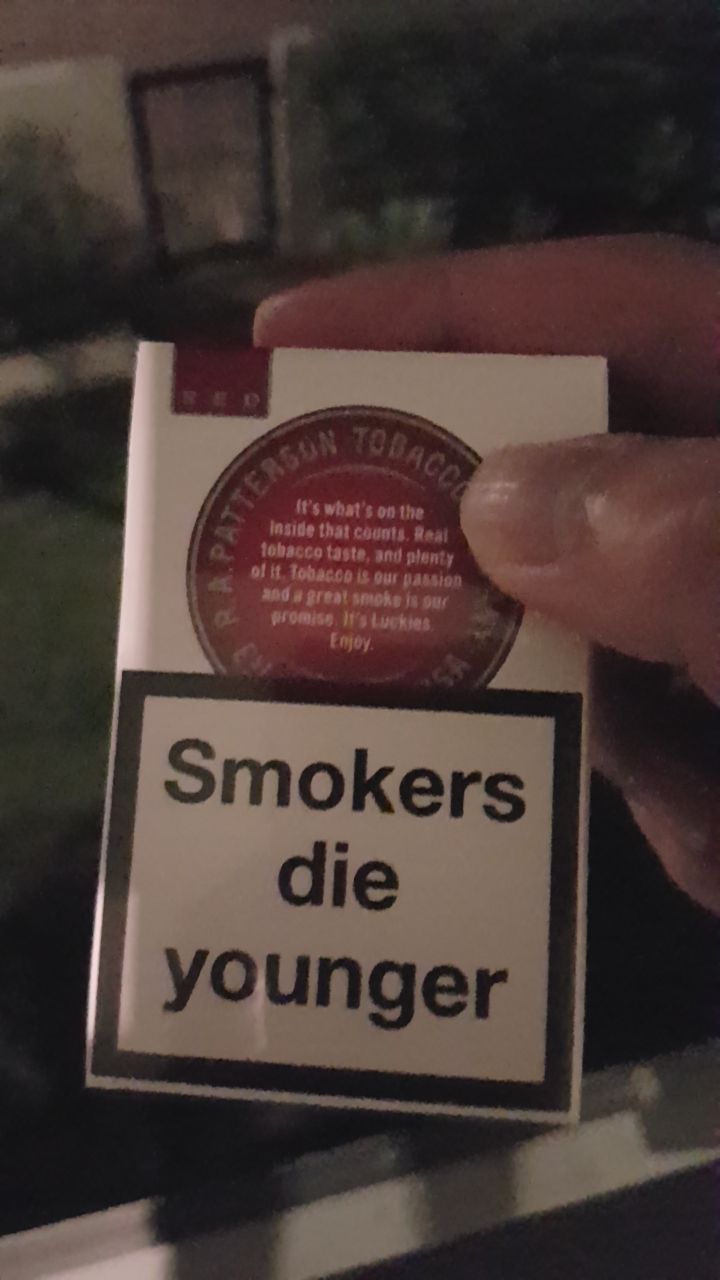 RED
R.A. PATTERSON TOBACCO
It's what's on the
inside that counts. Real
tobacco taste, and plenty
of it. Tobacco is our passion
and a great smoke is our
promise. It's Luckies.
Enjoy.
Smokers
die
younger